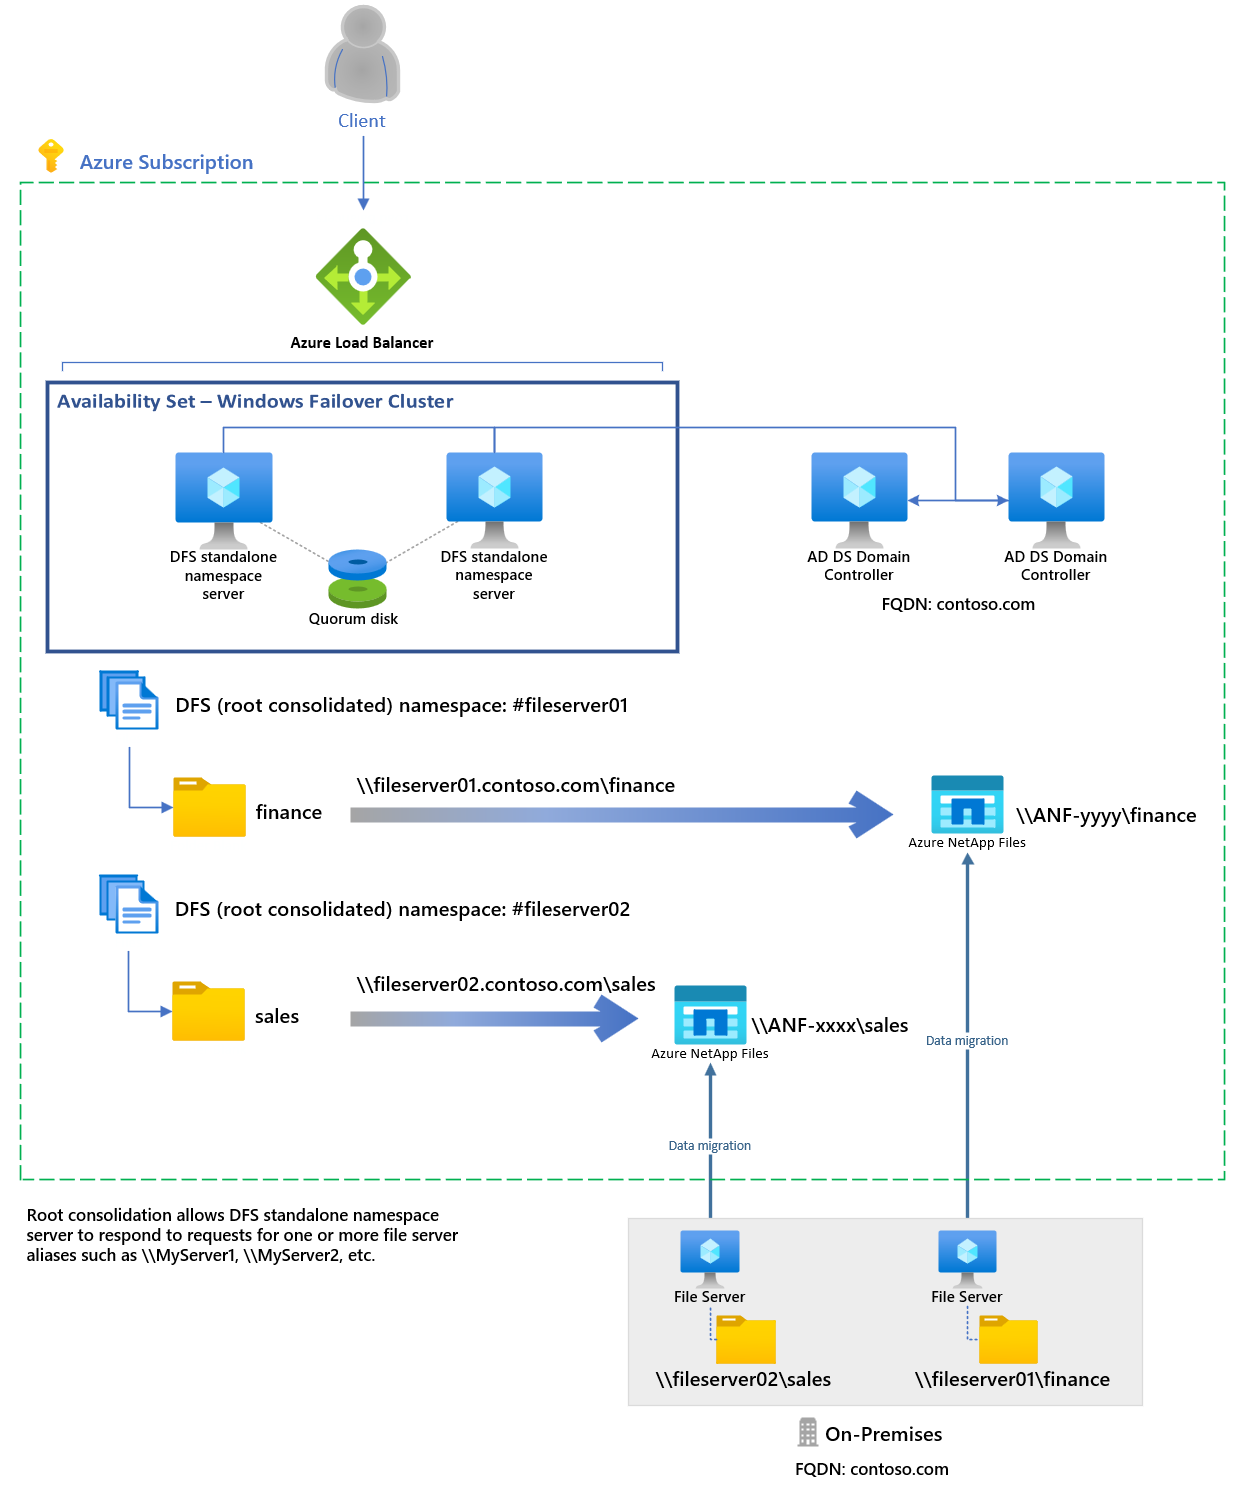 Client
Azure Subscription
Azure Load Balancer
Availability Set – Windows Failover Cluster
DFS standalone
namespace
server
DFS standalone
namespace
server
Quorum disk
AD DS Domain
Controller
AD DS Domain
Controller
FQDN: contoso.com
DFS (root consolidated) namespace: #fileserver01
finance
\\fileserver01.contoso.com\finance
\\ANF-yyyy\finance
Azure NetApp Files
DFS (root consolidated) namespace: #fileserver02
sales
\\fileserver02.contoso.com\sales
\\ANF-xxxx\sales
Azure NetApp Files
Data migration
Data migration
Root consolidation allows DFS standalone namespace
server to respond to requests for one or more file server
aliases such as \\MyServer1, \\MyServer2, etc.
File Server
File Server
\\fileserver02\sales
\\fileserver01\finance
On-Premises
FQDN: contoso.com